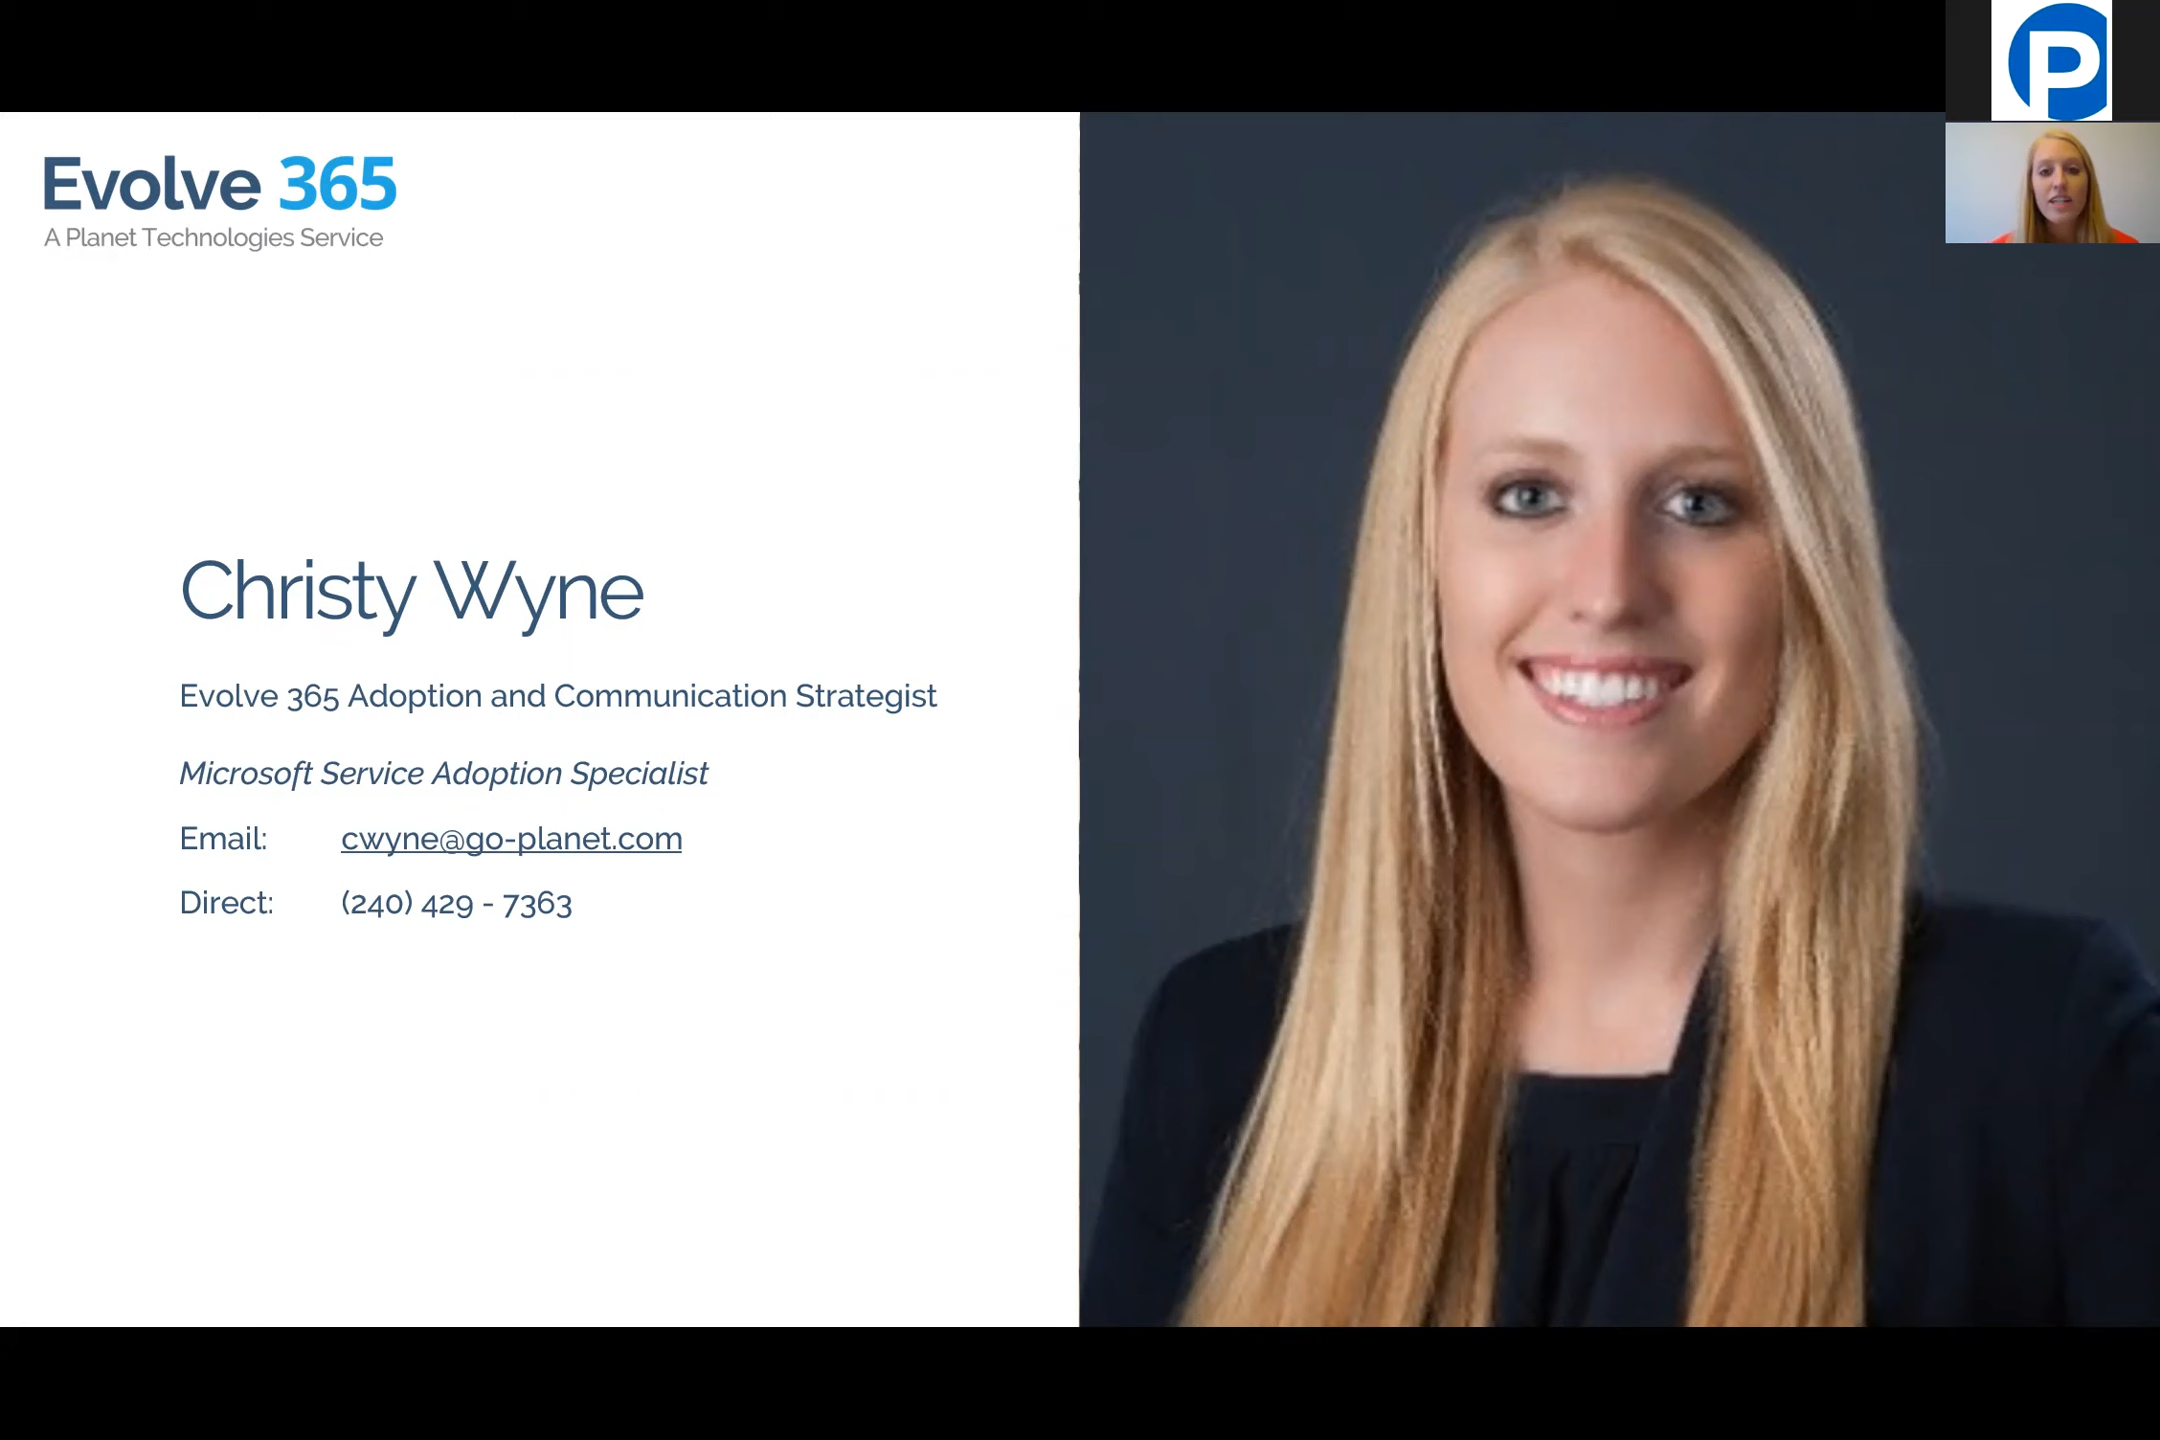 Evolve 365
A Planet Technologies Service
Christy Wyne
Evolve 365 Adoption and Communication Strategist
Microsoft Service Adoption Specialist
Email: cwyne@go-planet.com
Direct: (240) 429 - 7363
P